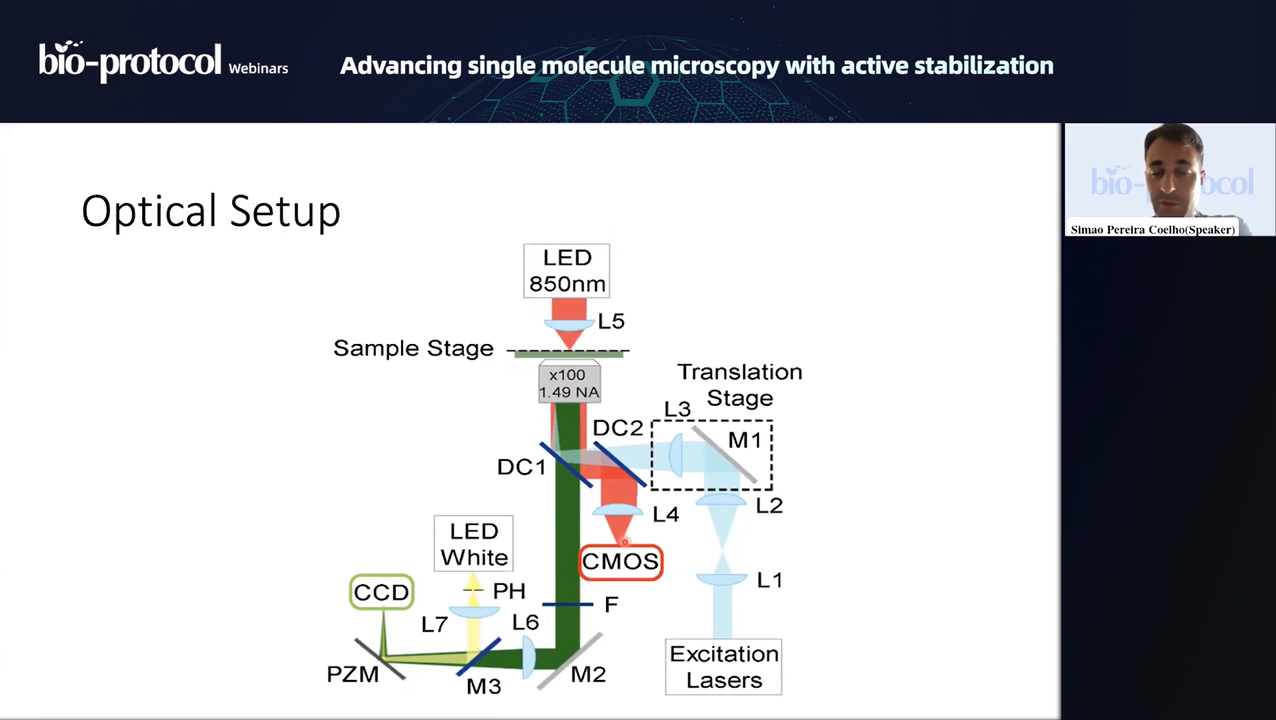 bio-protocol Webinars
Advancing single molecule microscopy with active stabilization
bio-protocol
Simao Pereira Coelho(Speaker)
Optical Setup
LED
850nm
L5
Sample Stage
x100
1.49 NA
Translation
Stage
L3
DC2
M1
DC1
L2
L4
LED
White
CMOS
L1
CCD
PH
F
L7
L6
Excitation
Lasers
PZM
M3
M2